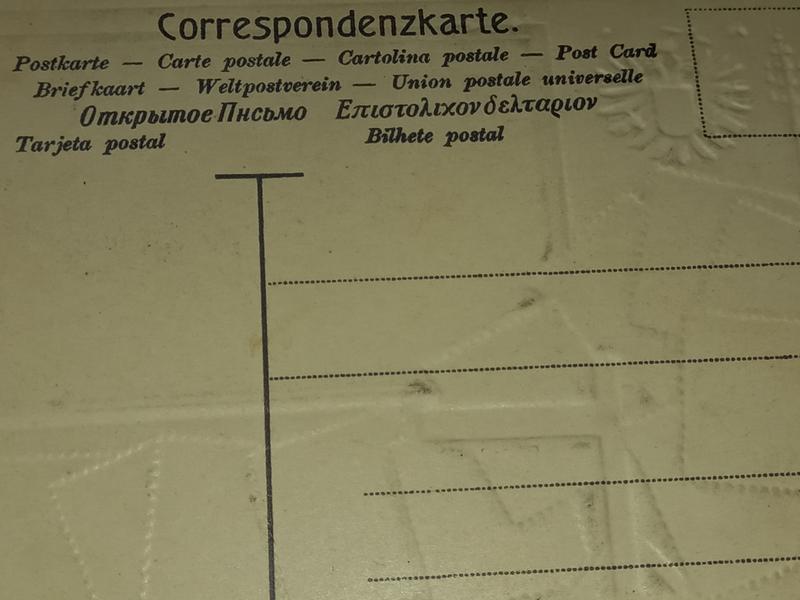 Correspondenzkarte.
Postkarte — Carte postale — Cartolina postale — Post Card
Briefkaart — Weltpostverein — Union postale universelle
Открытое Письмо Επιστολιχον δελταριον
Tarjeta postal Bilhete postal